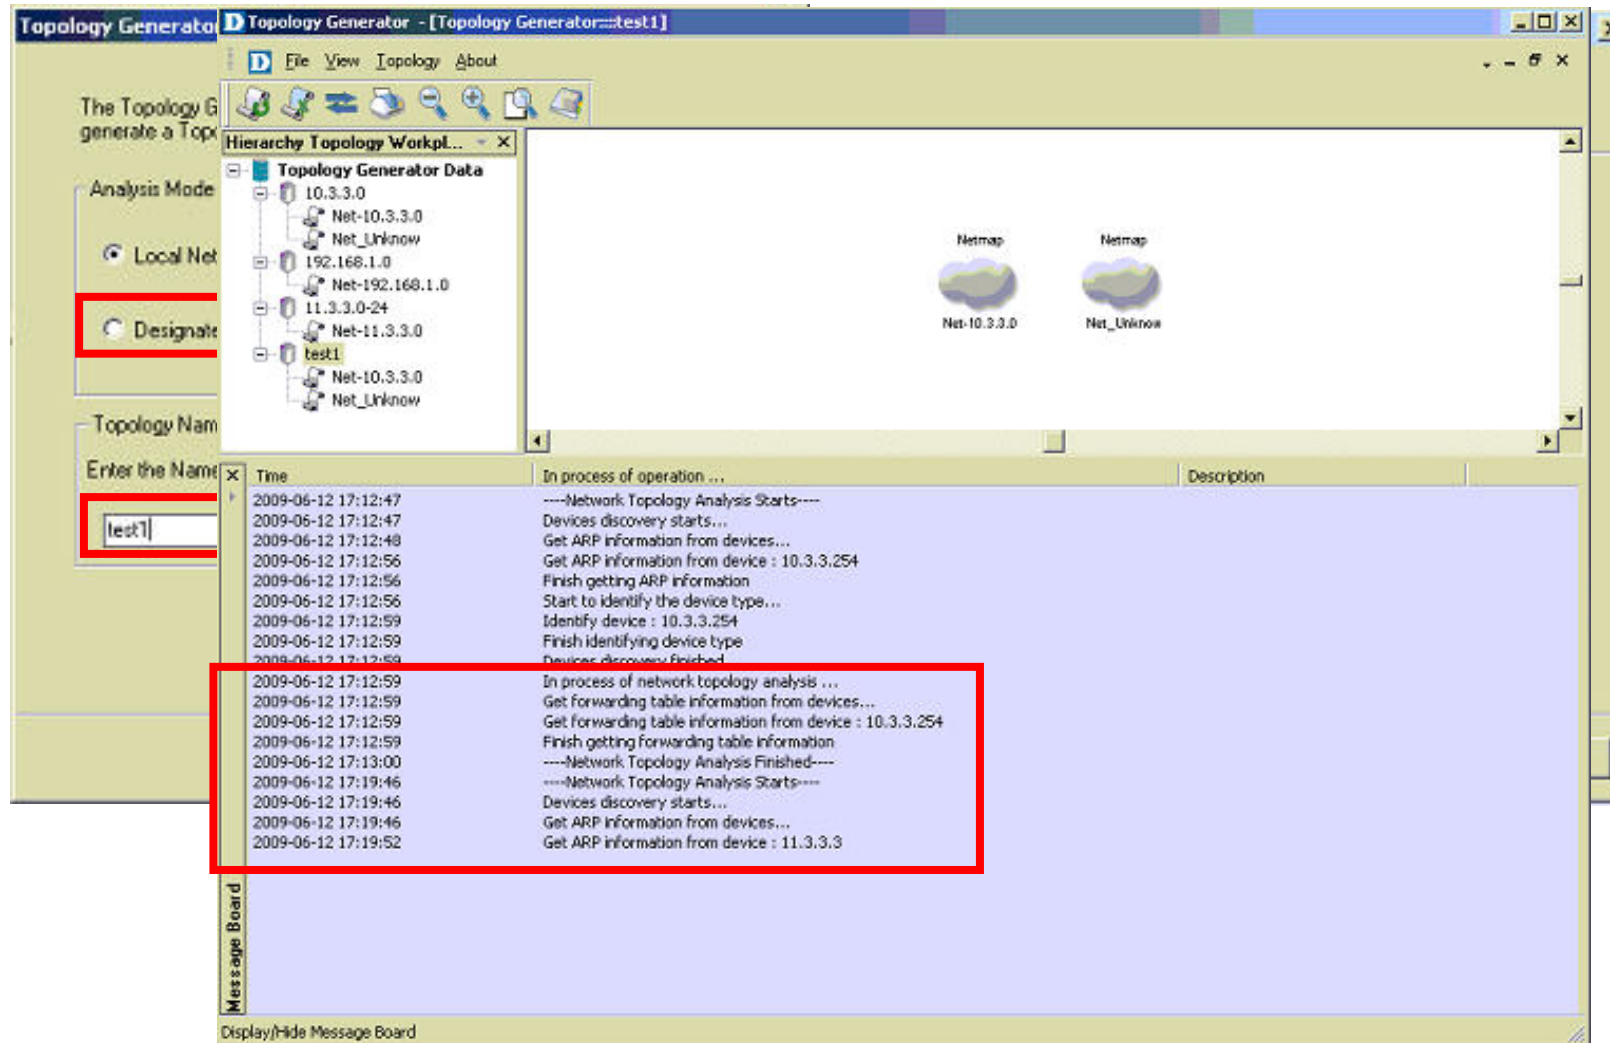 Topology Generato
The Topology G
generate a Topo
Analysis Mode
Local Net
Designate
Topology Nam
Enter the Name
test1
Topology Generator - [Topology Generator::::test1]
File View Topology About
Hierarchy Topology Workpl...
Topology Generator Data
10.3.3.0
Net-10.3.3.0
Net_Unknow
192.168.1.0
Net-192.168.1.0
11.3.3.0-24
Net-11.3.3.0
test1
Net-10.3.3.0
Net_Unknow
Netmap Netmap
Net-10.3.3.0 Net_Unknow
Time In process of operation ... Description
2009-06-12 17:12:47 ----Network Topology Analysis Starts----
2009-06-12 17:12:47 Devices discovery starts...
2009-06-12 17:12:48 Get ARP information from devices...
2009-06-12 17:12:56 Get ARP information from device : 10.3.3.254
2009-06-12 17:12:56 Finish getting ARP information
2009-06-12 17:12:56 Start to identify the device type...
2009-06-12 17:12:59 Identify device : 10.3.3.254
2009-06-12 17:12:59 Finish identifying device type
2009-06-12 17:12:59 Devices discovery finished
2009-06-12 17:12:59 In process of network topology analysis ...
2009-06-12 17:12:59 Get forwarding table information from devices...
2009-06-12 17:12:59 Get forwarding table information from device : 10.3.3.254
2009-06-12 17:12:59 Finish getting forwarding table information
2009-06-12 17:13:00 ----Network Topology Analysis Finished----
2009-06-12 17:19:46 ----Network Topology Analysis Starts----
2009-06-12 17:19:46 Devices discovery starts...
2009-06-12 17:19:46 Get ARP information from devices...
2009-06-12 17:19:52 Get ARP information from device : 11.3.3.3
Message Board
Display/Hide Message Board